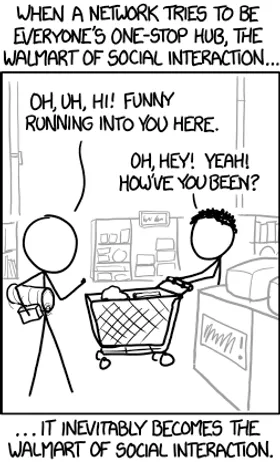 WHEN A NETWORK TRIES TO BE
EVERYONE'S ONE-STOP HUB, THE
WALMART OF SOCIAL INTERACTION...
OH, UH, HI! FUNNY
RUNNING INTO YOU HERE.
OH, HEY! YEAH!
HOW'VE YOU BEEN?
...IT INEVITABLY BECOMES THE
WALMART OF SOCIAL INTERACTION.